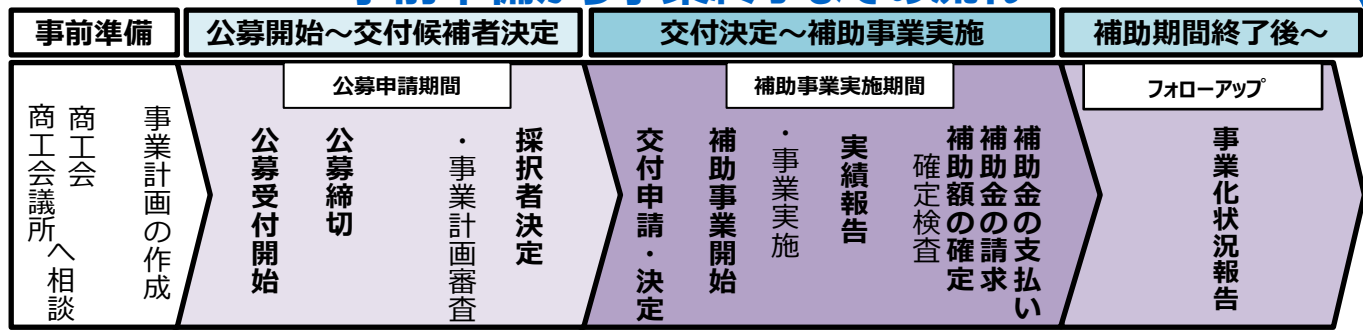 事前準備
公募開始～交付候補者決定
交付決定～補助事業実施
補助期間終了後～
事業計画の作成
商工会
商工会議所
へ相談
公募申請期間
公募受付開始
公募締切
・事業計画審査
採択者決定
補助事業実施期間
交付申請・決定
補助事業開始
・事業実施
実績報告
確定検査
補助額の確定
補助金の請求
補助金の支払い
フォローアップ
事業化状況報告